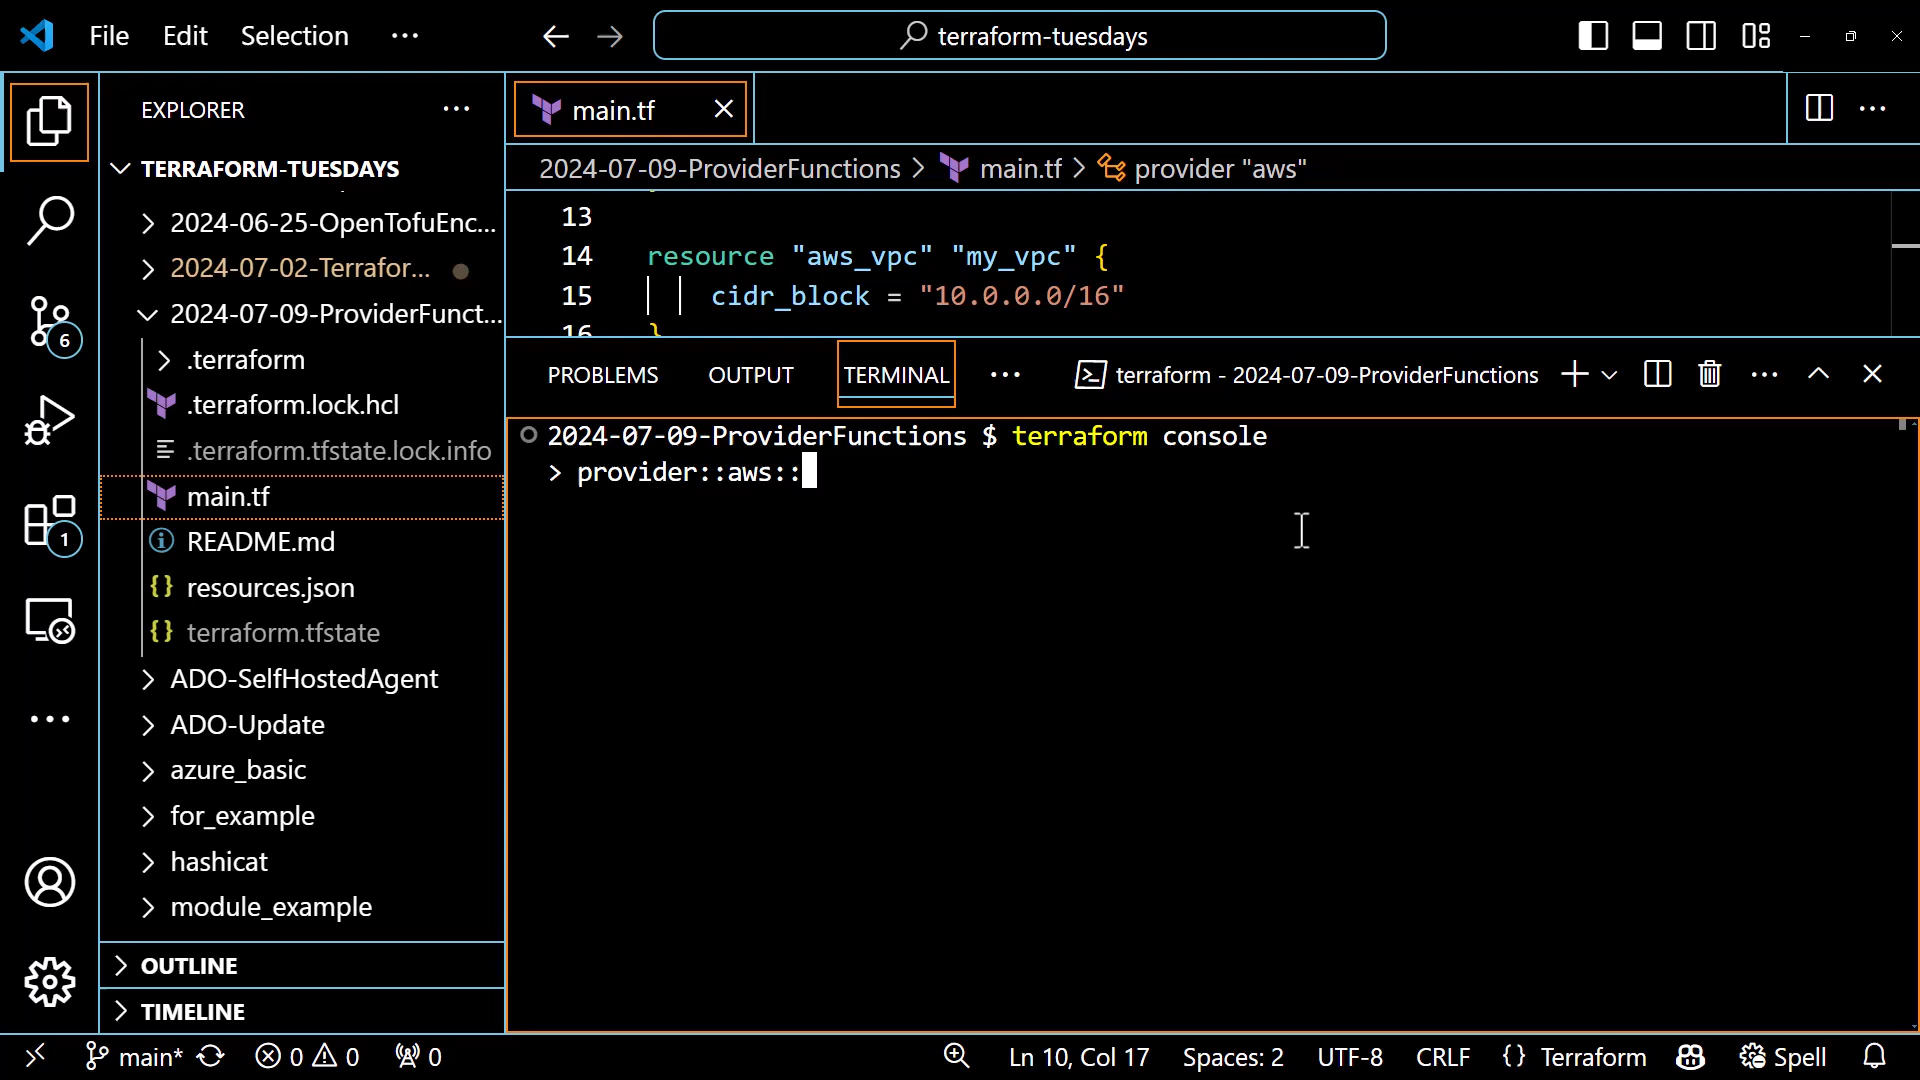 File Edit Selection ...
terraform-tuesdays
EXPLORER ...
TERRAFORM-TUESDAYS
2024-06-25-OpenTofuEnc...
2024-07-02-Terrafor...
2024-07-09-ProviderFunct...
.terraform
.terraform.lock.hcl
.terraform.tfstate.lock.info
main.tf
README.md
resources.json
terraform.tfstate
ADO-SelfHostedAgent
ADO-Update
azure_basic
for_example
hashicat
module_example
OUTLINE
TIMELINE
6
1
main.tf
2024-07-09-ProviderFunctions > main.tf > provider "aws"
13
14 resource "aws_vpc" "my_vpc" {
15 cidr_block = "10.0.0.0/16"
16 }
PROBLEMS OUTPUT TERMINAL ... terraform - 2024-07-09-ProviderFunctions
2024-07-09-ProviderFunctions $ terraform console
> provider::aws::
main* 0 0 0 Ln 10, Col 17 Spaces: 2 UTF-8 CRLF {} Terraform Spell